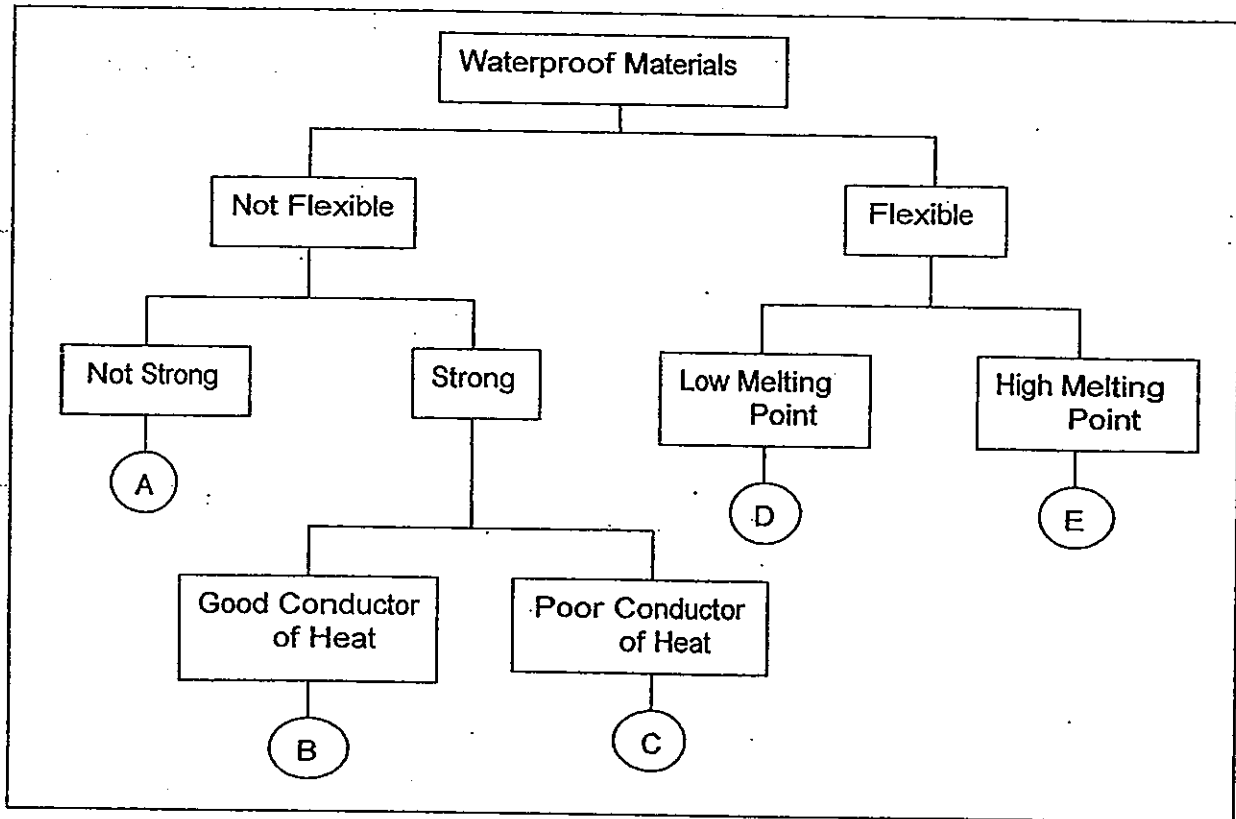 Waterproof Materials
Not Flexible
Flexible
Not Strong
Strong
Low Melting
Point
High Melting
Point
A
D
E
Good Conductor
of Heat
Poor Conductor
of Heat
B
C